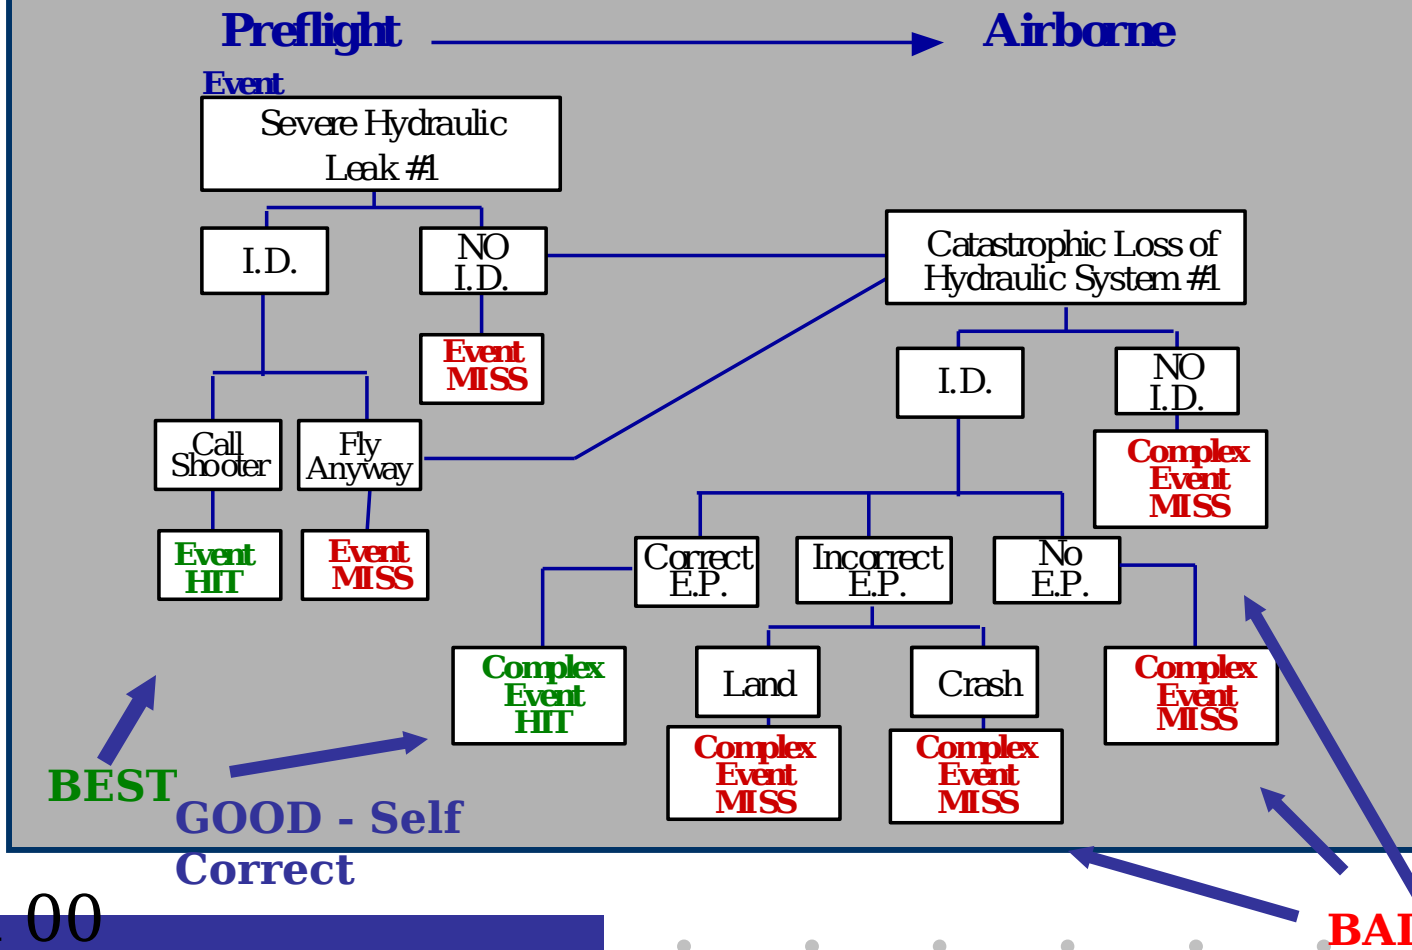 Preflight
Airborne
Event
Severe Hydraulic
Leak #1
I.D.
NO
I.D.
Catastrophic Loss of
Hydraulic System #1
Event
MISS
I.D.
NO
I.D.
Call
Shooter
Fly
Anyway
Complex
Event
MISS
Event
HIT
Event
MISS
Correct
E.P.
Incorrect
E.P.
No
E.P.
Complex
Event
HIT
Land
Crash
Complex
Event
MISS
Complex
Event
MISS
Complex
Event
MISS
BEST
GOOD - Self
Correct
00